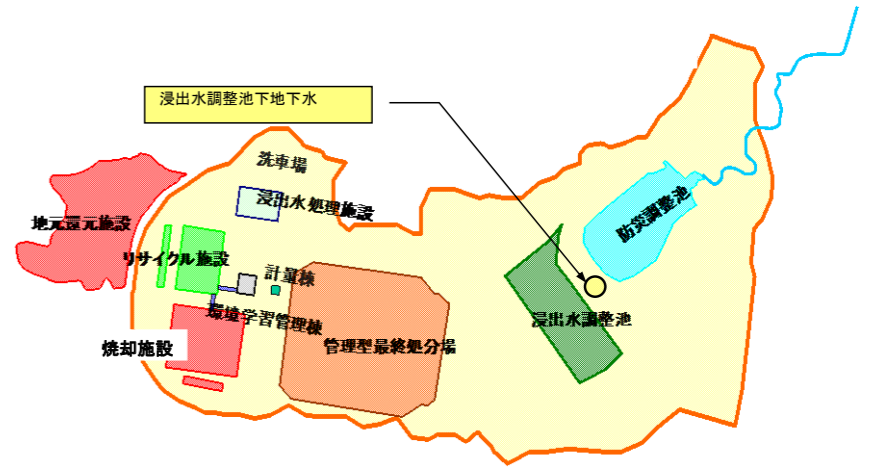 浸出水調整池下地下水
洗車場
浸出水処理施設
地元還元施設
防災調整池
リサイクル施設
計量棟
環境学習管理棟
浸出水調整池
焼却施設
管理型最終処分場